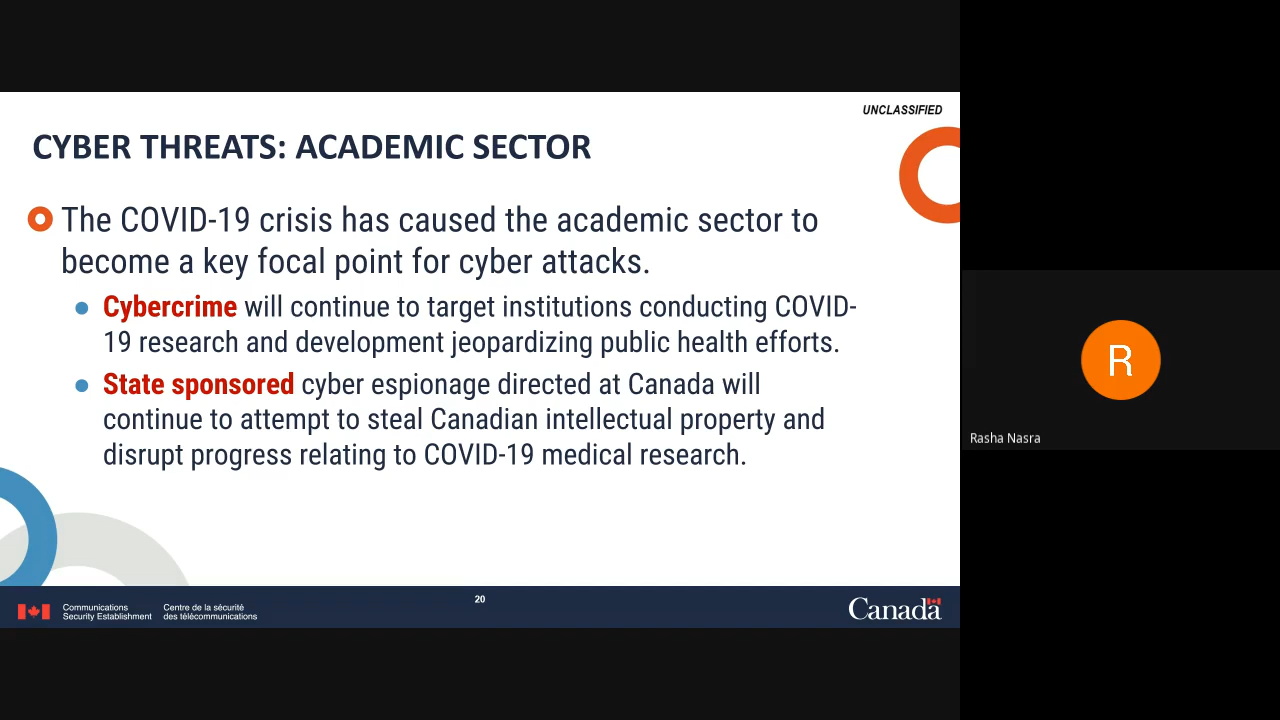 UNCLASSIFIED
CYBER THREATS: ACADEMIC SECTOR
The COVID-19 crisis has caused the academic sector to
become a key focal point for cyber attacks.
Cybercrime will continue to target institutions conducting COVID-
19 research and development jeopardizing public health efforts.
State sponsored cyber espionage directed at Canada will
continue to attempt to steal Canadian intellectual property and
disrupt progress relating to COVID-19 medical research.
Communications
Security Establishment
Centre de la sécurité
des télécommunications
20
Canada
R
Rasha Nasra